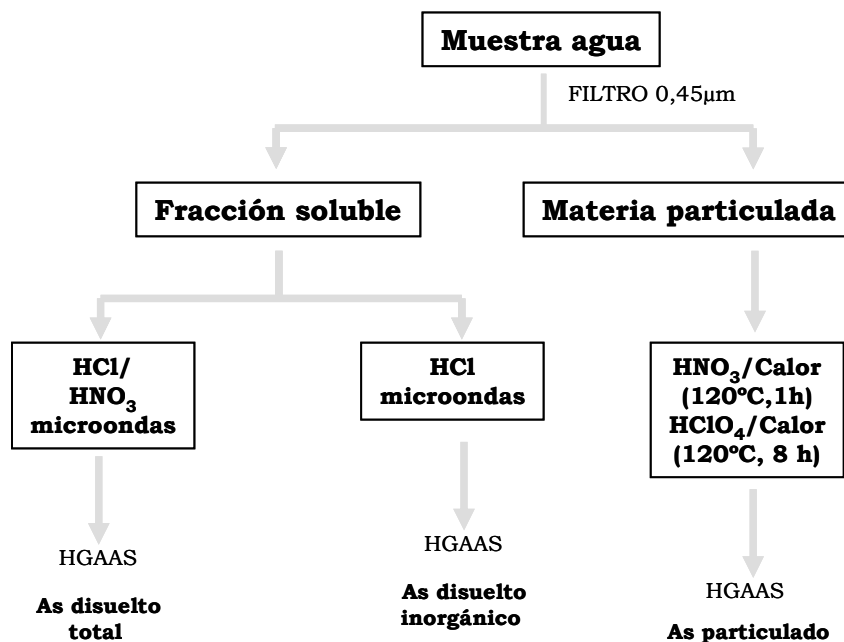 Muestra agua
FILTRO 0,45µm
Fracción soluble
Materia particulada
HCl/
HNO₃
microondas
HCl
microondas
HNO₃/Calor
(120ºC,1h)
HClO₄/Calor
(120ºC, 8 h)
HGAAS
As disuelto
total
HGAAS
As disuelto
inorgánico
HGAAS
As particulado